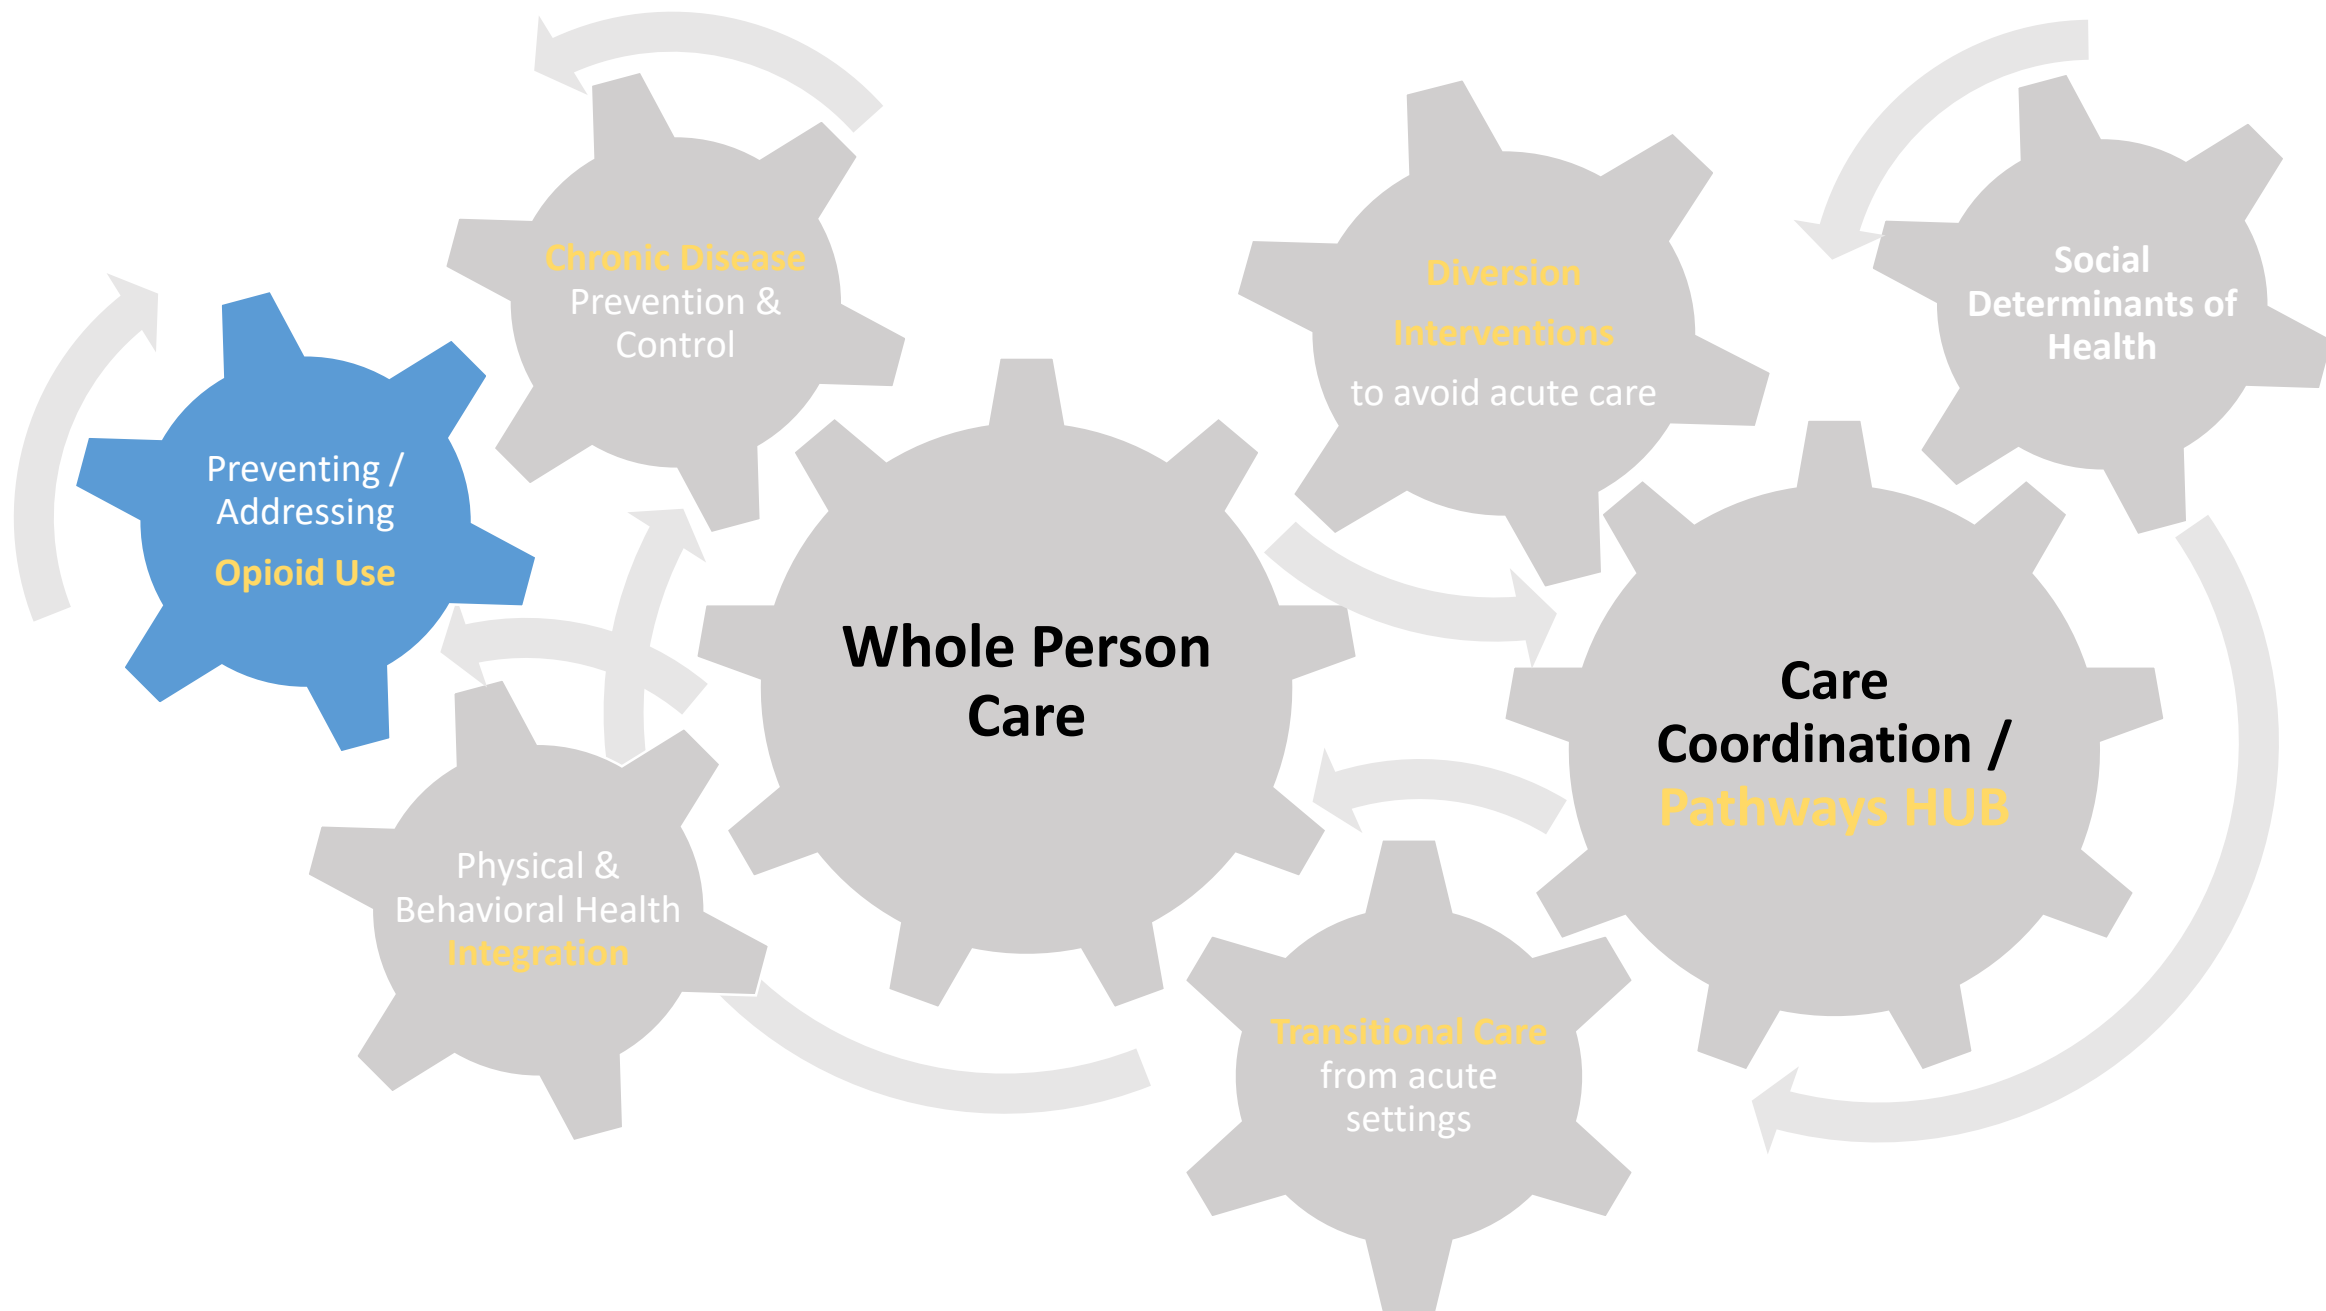 Chronic Disease
Prevention &
Control
Diversion
Interventions
to avoid acute care
Social
Determinants of
Health
Preventing /
Addressing
Opioid Use
Whole Person
Care
Care
Coordination /
Pathways HUB
Physical &
Behavioral Health
Integration
Transitional Care
from acute
settings